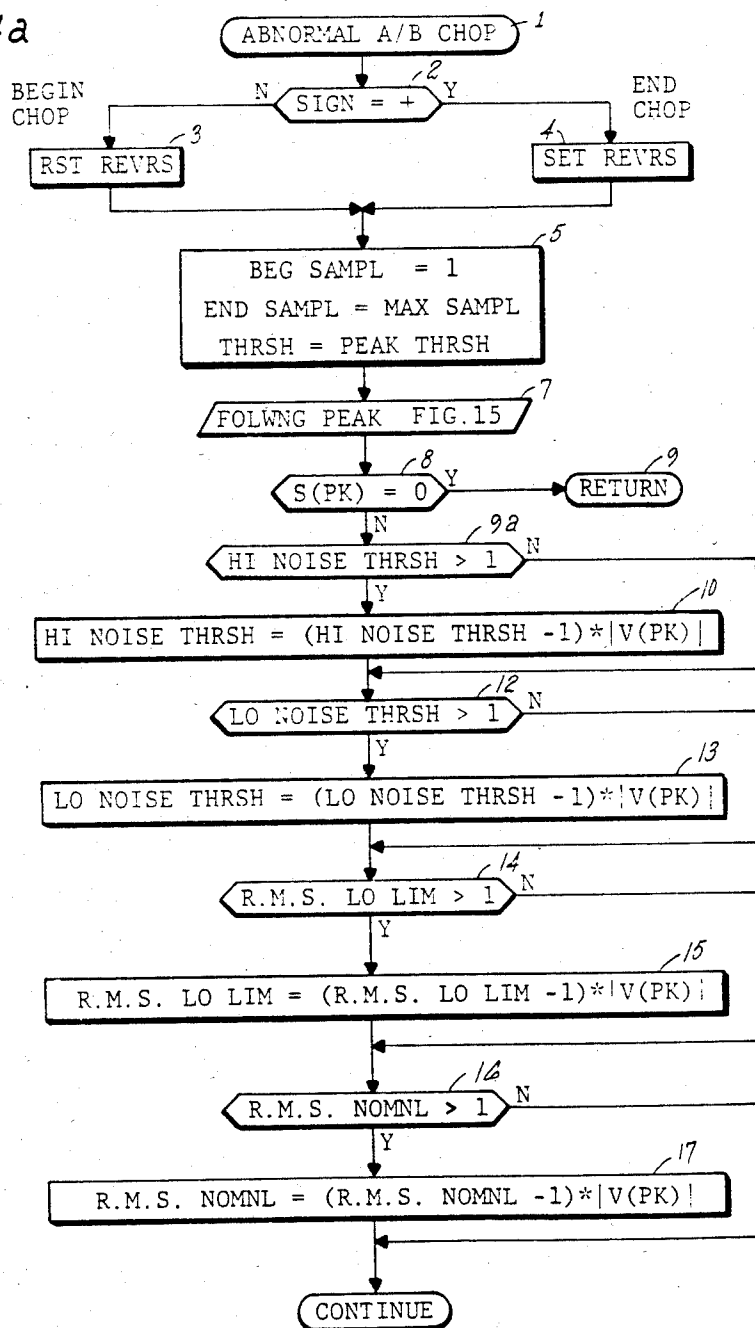 a
ABNORMAL A/B CHOP 1
2
BEGIN CHOP
N SIGN = + Y
END CHOP
3
RST REVRS
4
SET REVRS
5
BEG SAMPL = 1
END SAMPL = MAX SAMPL
THRSH = PEAK THRSH
7
FOLWNG PEAK FIG.15
8
S(PK) = 0 Y
9
RETURN
N
9a
HI NOISE THRSH > 1 N
Y
10
HI NOISE THRSH = (HI NOISE THRSH -1)*|V(PK)|
12
LO NOISE THRSH > 1 N
Y
13
LO NOISE THRSH = (LO NOISE THRSH -1)*|V(PK)|
14
R.M.S. LO LIM > 1 N
Y
15
R.M.S. LO LIM = (R.M.S. LO LIM -1)*|V(PK)|
16
R.M.S. NOMNL > 1 N
Y
17
R.M.S. NOMNL = (R.M.S. NOMNL -1)*|V(PK)|
CONTINUE